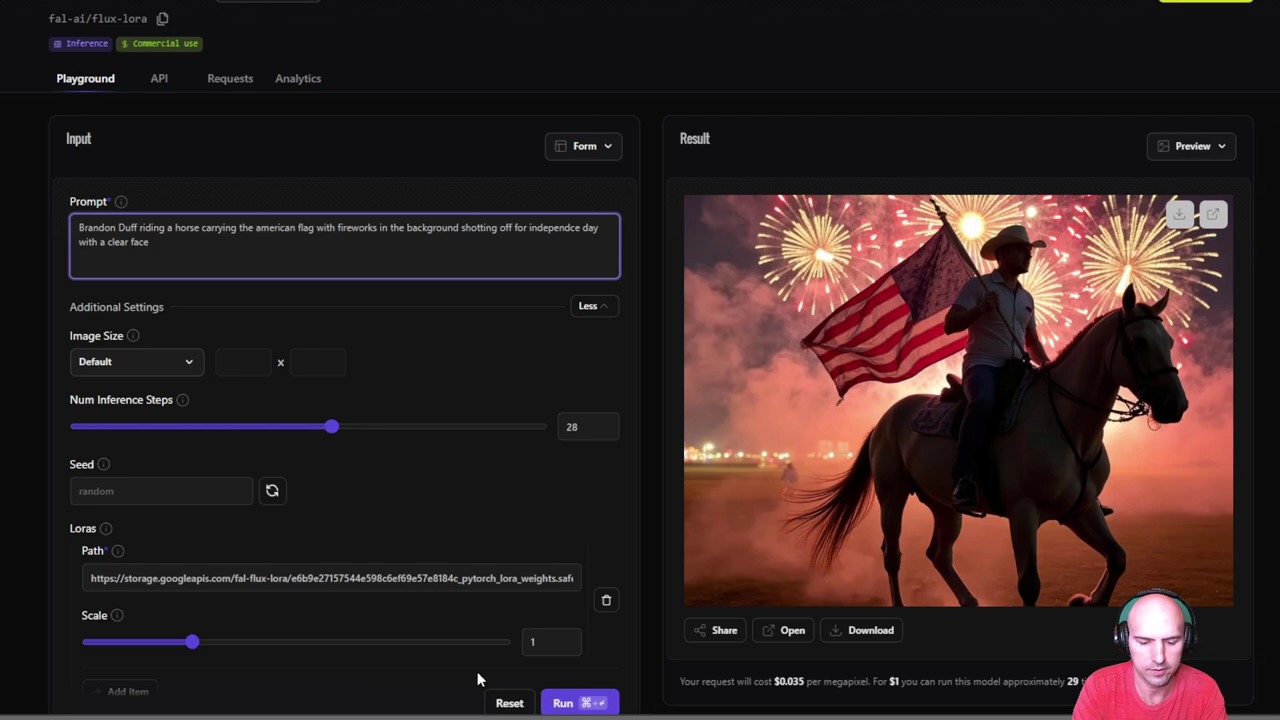 fal-ai/flux-lora
Inference
$ Commercial use
Playground API Requests Analytics
Input
Form
Prompt*
Brandon Duff riding a horse carrying the american flag with fireworks in the background shotting off for independce day
with a clear face
Additional Settings
Less
Image Size
Default
x
Num Inference Steps
28
Seed
random
Loras
Path*
https://storage.googleapis.com/fal-flux-lora/e6b9e27157544e598c6ef69e57e8184c_pytorch_lora_weights.safe
Scale
1
+ Add item
Reset
Run
Result
Preview
Share
Open
Download
Your request will cost $0.035 per megapixel. For $1 you can run this model approximately 29